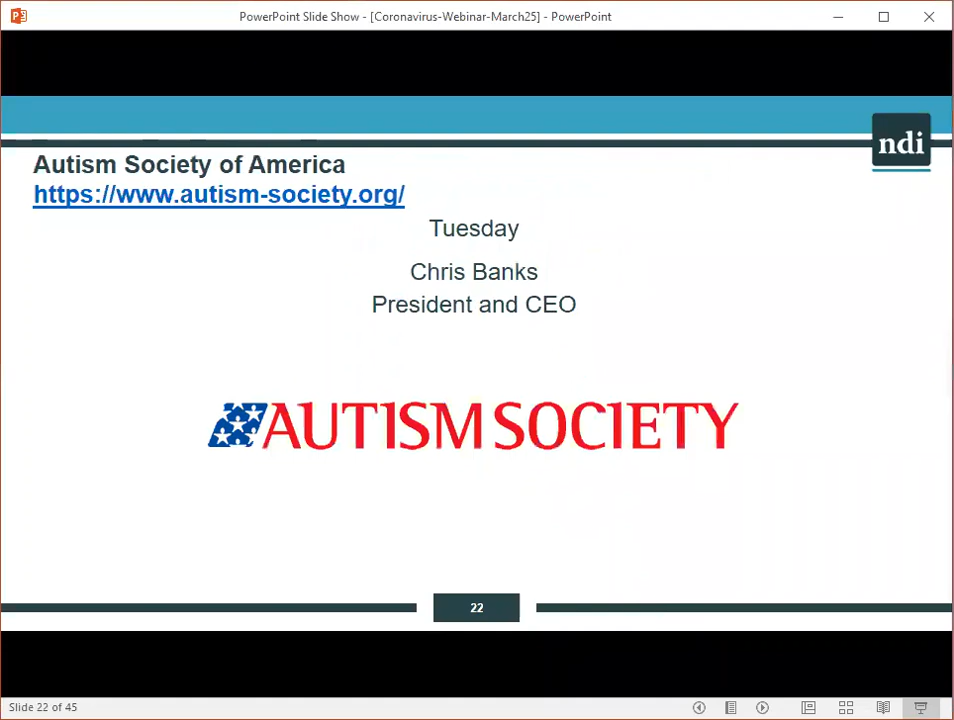 PowerPoint Slide Show - [Coronavirus-Webinar-March25] - PowerPoint
ndi
Autism Society of America
https://www.autism-society.org/
Tuesday
Chris Banks
President and CEO
AUTISM SOCIETY
22
Slide 22 of 45